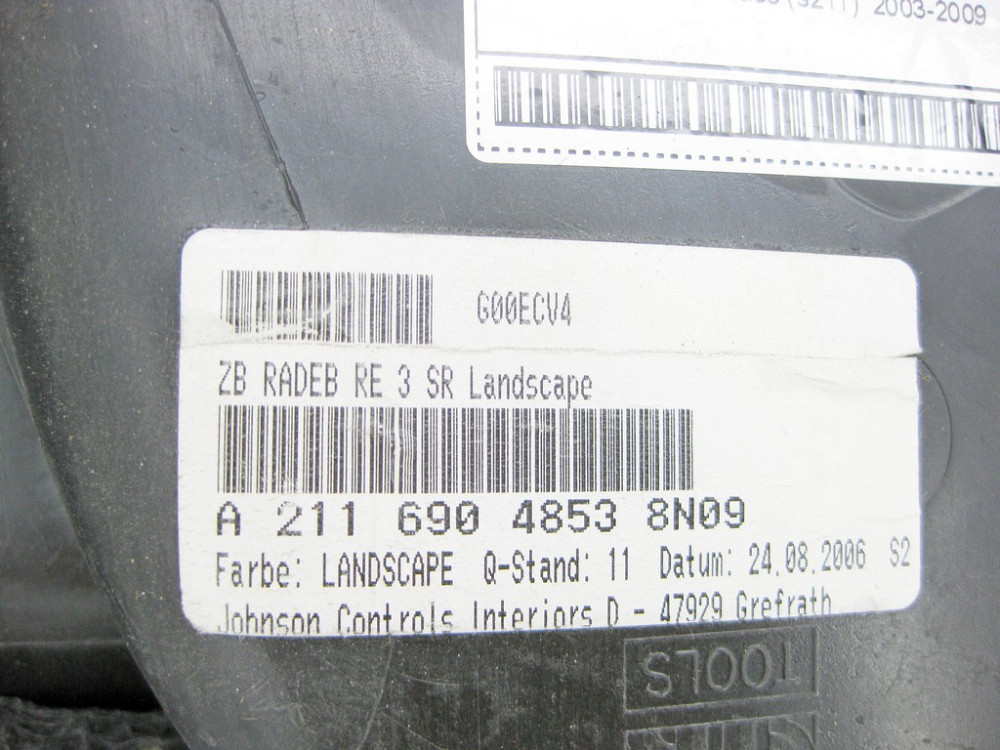 (s211) 2003-2009
G00ECV4
ZB RADEB RE 3 SR Landscape
A 211 690 4853 8N09
Farbe: LANDSCAPE Q-Stand: 11 Datum: 24.08.2006 S2
Johnson Controls Interiors D - 47929 Grefrath
TOOLS